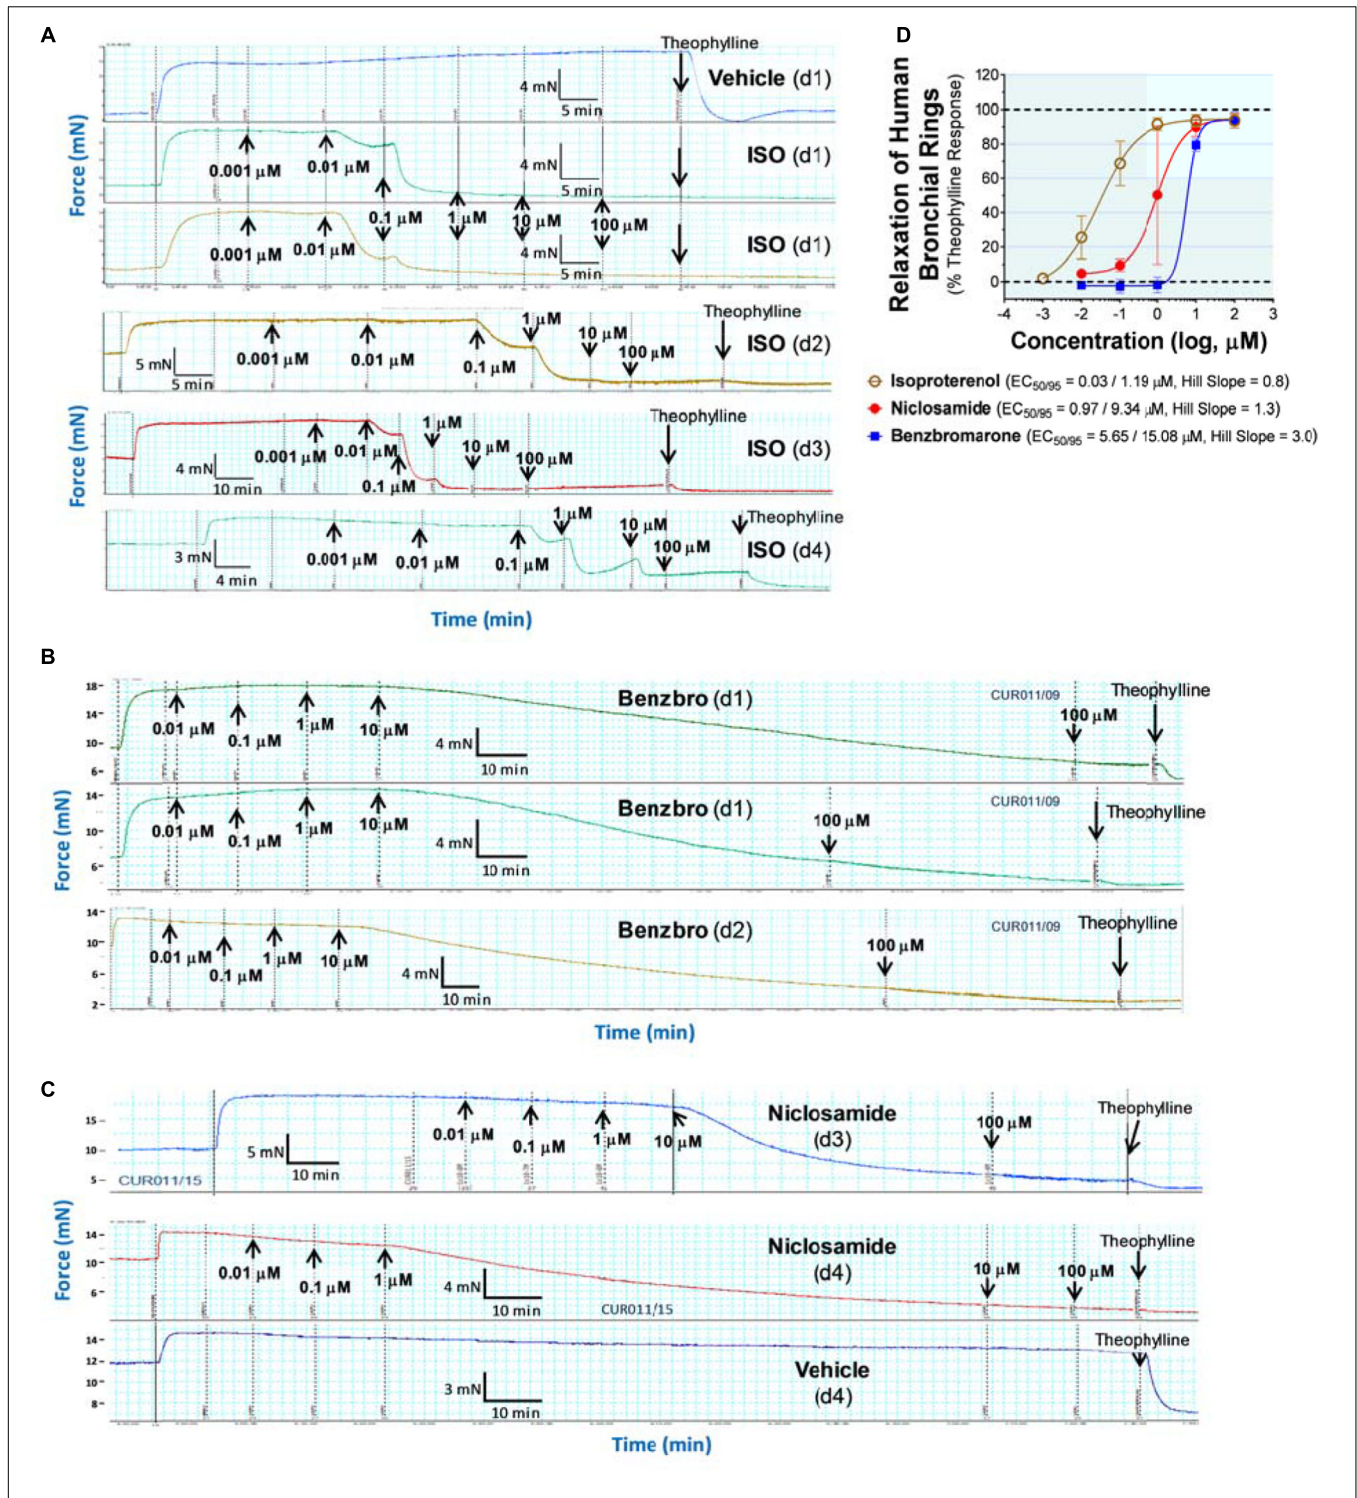 A
Force (mN)
Theophylline
Vehicle (d1)
4 mN
5 min
ISO (d1)
0.001 µM
0.01 µM
4 mN
5 min
0.1 µM
1 µM
10 µM
100 µM
ISO (d1)
0.001 µM
0.01 µM
4 mN
5 min
Force (mN)
Theophylline
1 µM
10 µM
100 µM
ISO (d2)
5 mN
5 min
0.001 µM
0.01 µM
0.1 µM
Theophylline
1 µM
0.001 µM
0.01 µM
10 µM
100 µM
ISO (d3)
4 mN
10 min
0.1 µM
1 µM
10 µM
Theophylline
100 µM
ISO (d4)
3 mN
4 min
0.001 µM
0.01 µM
0.1 µM
Time (min)
D
Relaxation of Human
Bronchial Rings
(% Theophylline Response)
120
100
80
60
40
20
0
-4 -3 -2 -1 0 1 2 3
Concentration (log, µM)
Isoproterenol (EC50/95 = 0.03 / 1.19 µM, Hill Slope = 0.8)
Niclosamide (EC50/95 = 0.97 / 9.34 µM, Hill Slope = 1.3)
Benzbromarone (EC50/95 = 5.65 / 15.08 µM, Hill Slope = 3.0)
B
Force (mN)
18
14
10
6
Benzbro (d1)
CUR011/09
Theophylline
0.01 µM
0.1 µM
1 µM
10 µM
100 µM
4 mN
10 min
14
10
6
Benzbro (d1)
CUR011/09
Theophylline
0.01 µM
0.1 µM
1 µM
10 µM
100 µM
4 mN
10 min
14
10
6
2
Benzbro (d2)
CUR011/09
Theophylline
0.01 µM
0.1 µM
1 µM
10 µM
100 µM
4 mN
10 min
Time (min)
C
Force (mN)
15
10
5
Niclosamide
(d3)
Theophylline
0.01 µM
0.1 µM
1 µM
10 µM
100 µM
5 mN
10 min
CUR011/15
14
10
6
Niclosamide
(d4)
Theophylline
0.01 µM
0.1 µM
1 µM
10 µM
100 µM
4 mN
10 min
CUR011/15
14
12
10
8
Theophylline
Vehicle
(d4)
3 mN
10 min
Time (min)